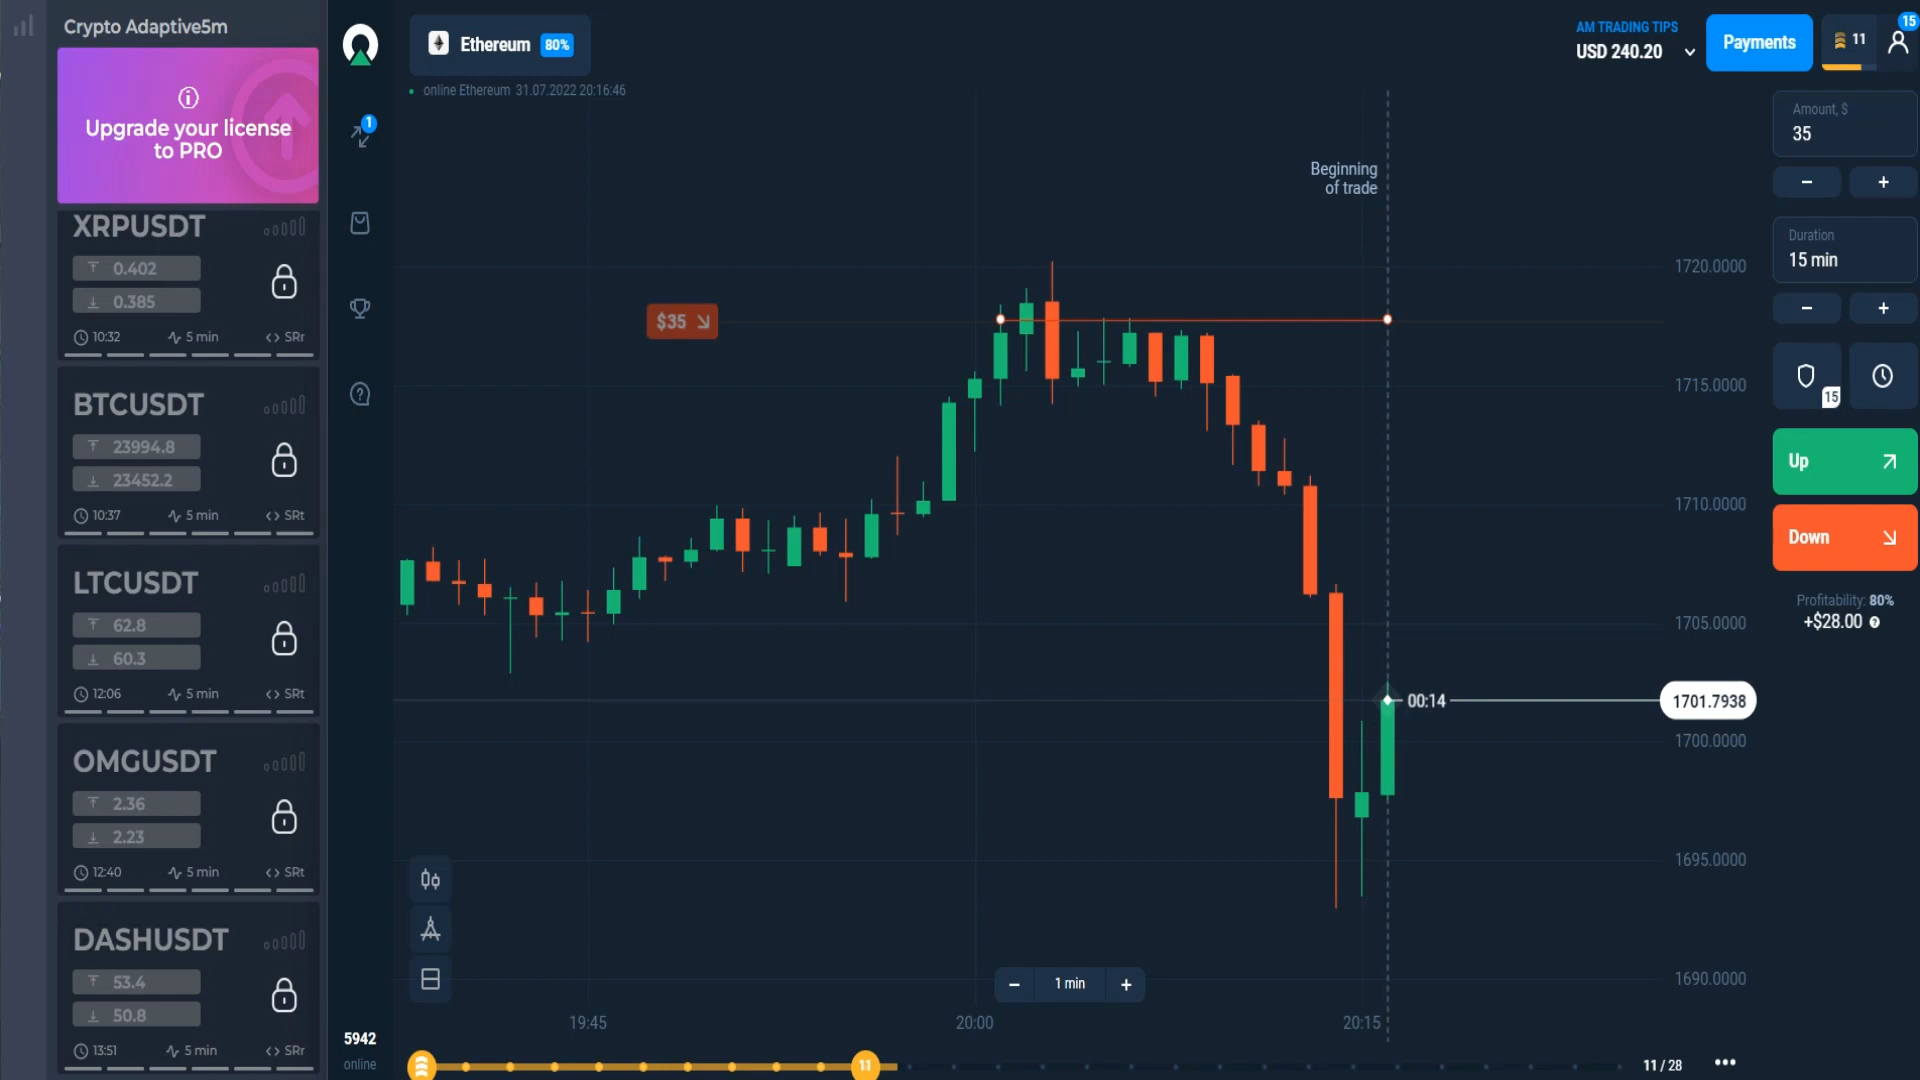 Crypto Adaptive5m
Upgrade your license
to PRO
XRPUSDT
0.402
0.385
10:32 5 min SRr
BTCUSDT
23994.8
23452.2
10:37 5 min SRt
LTCUSDT
62.8
60.3
12:06 5 min SRt
OMGUSDT
2.36
2.23
12:40 5 min SRt
DASHUSDT
53.4
50.8
13:51 5 min SRr
1
5942
online
Ethereum 80%
online Ethereum 31.07.2022 20:16:46
Beginning
of trade
$35
00:14
1701.7938
1720.0000
1715.0000
1710.0000
1705.0000
1700.0000
1695.0000
1690.0000
− 1 min +
19:45 20:00 20:15
11
11 / 28
AM TRADING TIPS
USD 240.20
Payments
11
15
Amount, $
35
− +
Duration
15 min
− +
15
Up
Down
Profitability: 80%
+$28.00